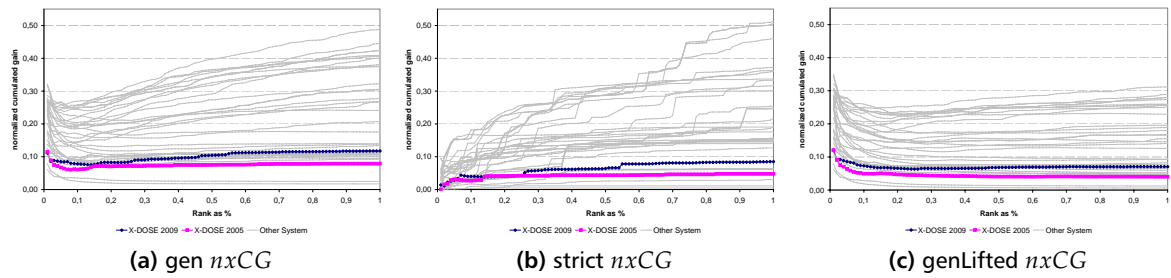 normalized cumulated gain
0,50
0,40
0,30
0,20
0,10
0,00
0 0,1 0,2 0,3 0,4 0,5 0,6 0,7 0,8 0,9 1
Rank as %
X-DOSE 2009 X-DOSE 2005 Other System
(a) gen nxCG
normalized cumulated gain
0,50
0,40
0,30
0,20
0,10
0,00
0 0,1 0,2 0,3 0,4 0,5 0,6 0,7 0,8 0,9 1
Rank as %
X-DOSE 2009 X-DOSE 2005 Other System
(b) strict nxCG
normalized cumulated gain
0,50
0,40
0,30
0,20
0,10
0,00
0 0,1 0,2 0,3 0,4 0,5 0,6 0,7 0,8 0,9 1
Rank as %
X-DOSE 2009 X-DOSE 2005 Other System
(c) genLifted nxCG